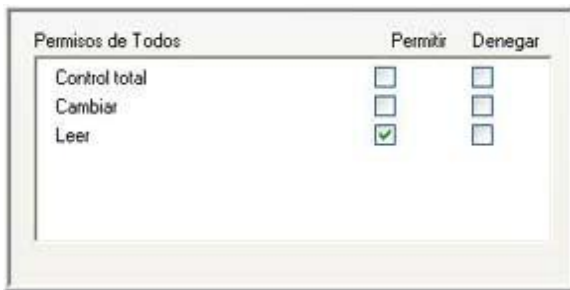 Permisos de Todos Permitir Denegar
Control total
Cambiar
Leer